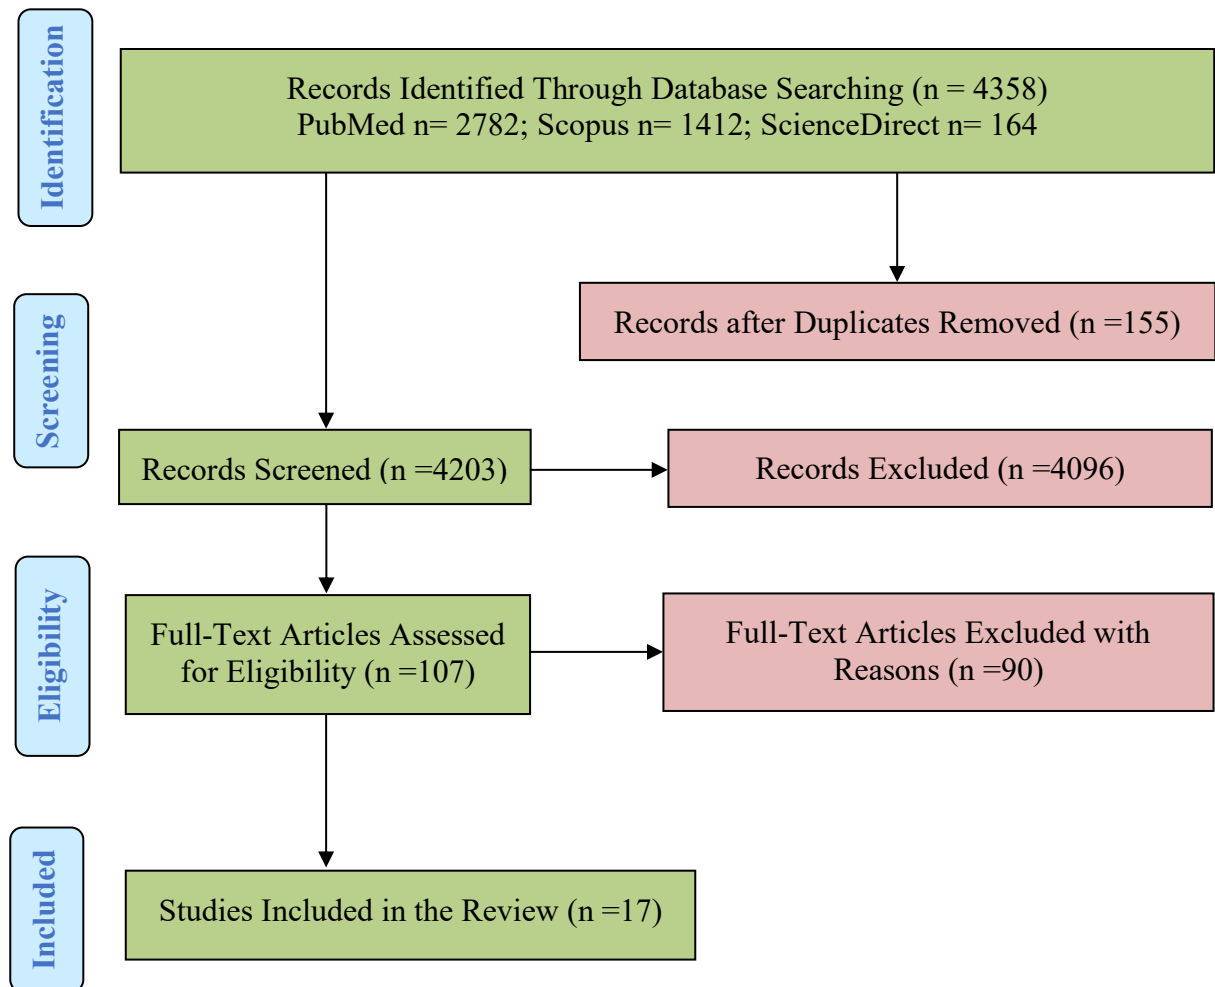 Identification
Records Identified Through Database Searching (n = 4358)
PubMed n= 2782; Scopus n= 1412; ScienceDirect n= 164
Records after Duplicates Removed (n =155)
Screening
Records Screened (n =4203)
Records Excluded (n =4096)
Eligibility
Full-Text Articles Assessed
for Eligibility (n =107)
Full-Text Articles Excluded with
Reasons (n =90)
Included
Studies Included in the Review (n =17)